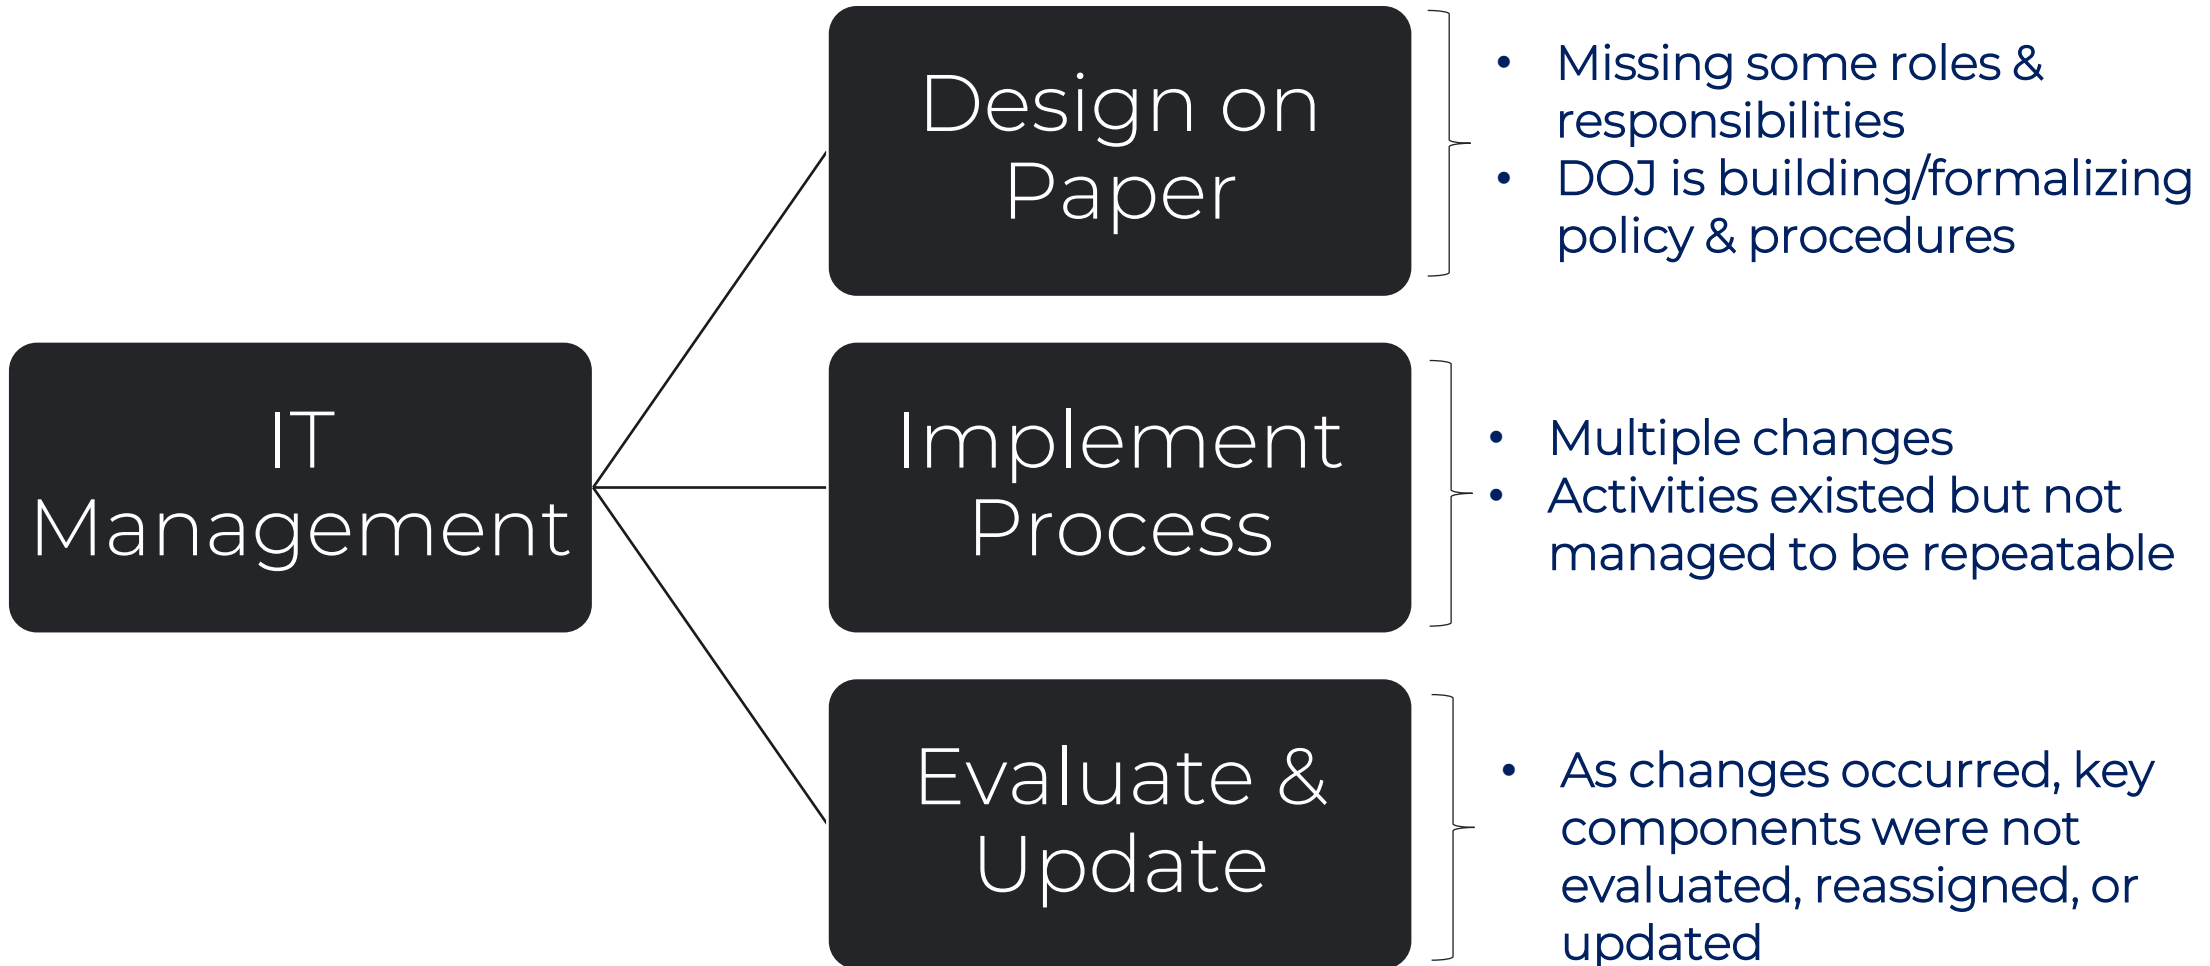 IT
Management
Design on
Paper
• Missing some roles &
responsibilities
• DOJ is building/formalizing
policy & procedures
Implement
Process
• Multiple changes
• Activities existed but not
managed to be repeatable
Evaluate &
Update
• As changes occurred, key
components were not
evaluated, reassigned, or
updated